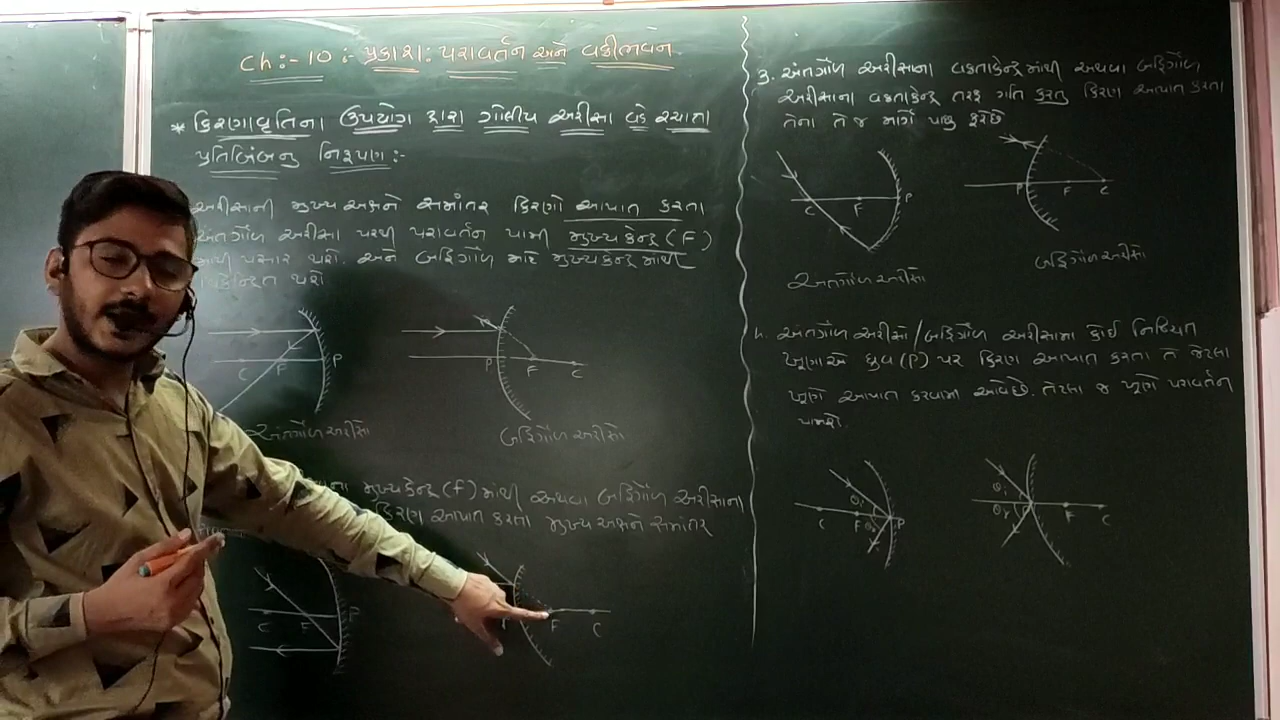 Ch:- 10 :- પ્રકાશ: પરાવર્તન અને વક્રીભવન
* કિરણાકૃતિના ઉપયોગ દ્વારા ગોલીય અરીસા વડે રચાતા
પ્રતિબિંબનુ નિરૂપણ:-
અરીસાની મુખ્ય અક્ષને સમાંતર કિરણો આપાત કરતા
અંતર્ગોળ અરીસા પરથી પરાવર્તન પામી મુખ્યકેન્દ્ર (F)
માંથી પસાર થશે. અને બહિર્ગોળ માટે મુખ્યકેન્દ્રમાંથી
થશે
C F P
P F C
અંતર્ગોળ અરીસો
બહિર્ગોળ અરીસો
મુખ્યકેન્દ્ર (f) માંથી અથવા બહિર્ગોળ અરીસાના
કિરણ આપાત કરતા મુખ્ય અક્ષને સમાંતર
C F P
F C
3. અંતર્ગોળ અરીસાના વક્રતાકેન્દ્રમાંથી અથવા બહિર્ગોળ
અરીસાના વક્રતાકેન્દ્ર તરફ ગતિ કરતુ કિરણ આપાત કરતા
તેના તે જ માર્ગે પાછુ ફરે છે
C F P
P F C
અંતર્ગોળ અરીસો
બહિર્ગોળ અરીસો
અંતર્ગોળ અરીસો/બહિર્ગોળ અરીસામા કોઈ નિશ્ચિત
ખૂણાએ ધ્રુવ (P) પર કિરણ આપાત કરતા તે જેટલા
ખૂણે આપાત કરવામા આવે છે. તેટલા જ ખૂણે પરાવર્તન
પામશે.
C F P
F C